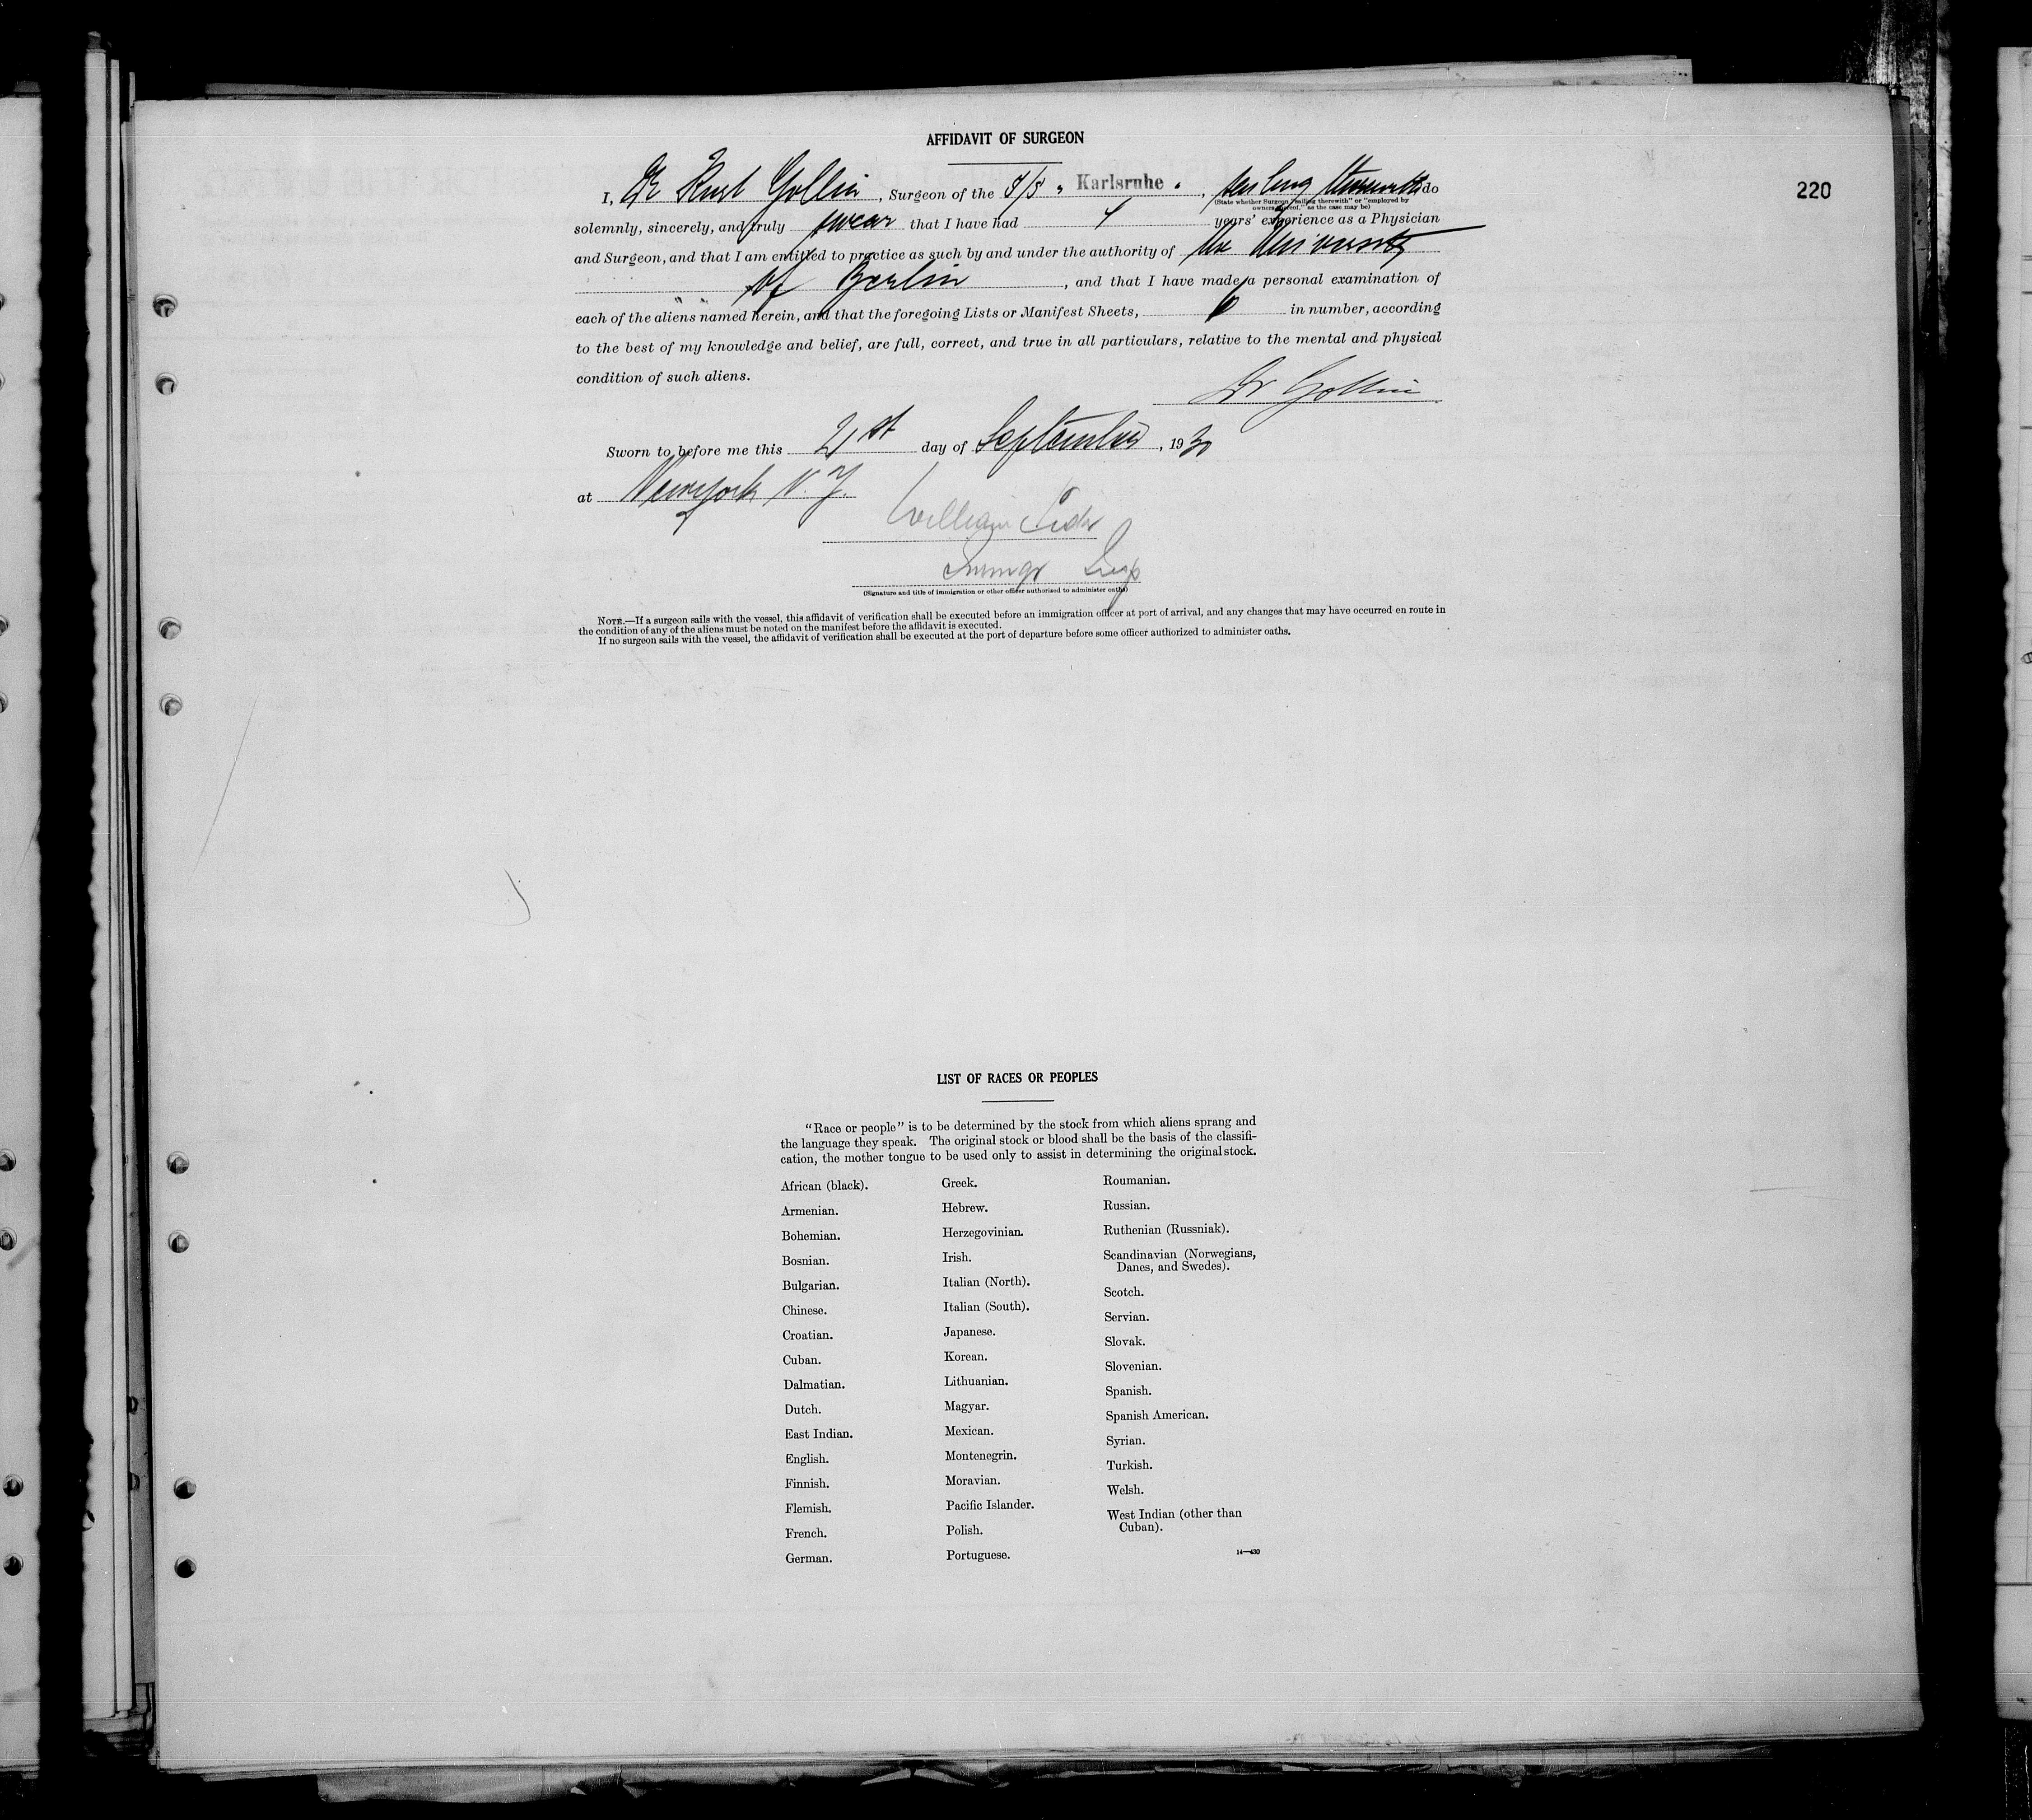 AFFIDAVIT OF SURGEON
220
I, Dr Kurt Gollin, Surgeon of the S/S „ Karlsruhe “, sailing therewith do
(State whether Surgeon "sailing therewith" or "employed by
owners thereof," as the case may be)
solemnly, sincerely, and truly swear that I have had 4 years' experience as a Physician
and Surgeon, and that I am entitled to practice as such by and under the authority of the University
of Berlin, and that I have made a personal examination of
each of the aliens named herein, and that the foregoing Lists or Manifest Sheets, 6 in number, according
to the best of my knowledge and belief, are full, correct, and true in all particulars, relative to the mental and physical
condition of such aliens.
Dr Gollin
Sworn to before me this 21st day of September, 1930
at New York N. Y.
William
Immgr Insp
(Signature and title of immigration or other officer authorized to administer oaths)
NOTE.—If a surgeon sails with the vessel, this affidavit of verification shall be executed before an immigration officer at port of arrival, and any changes that may have occurred en route in
the condition of any of the aliens must be noted on the manifest before the affidavit is executed.
If no surgeon sails with the vessel, the affidavit of verification shall be executed at the port of departure before some officer authorized to administer oaths.
LIST OF RACES OR PEOPLES
"Race or people" is to be determined by the stock from which aliens sprang and
the language they speak. The original stock or blood shall be the basis of the classifi-
cation, the mother tongue to be used only to assist in determining the original stock.
African (black).
Armenian.
Bohemian.
Bosnian.
Bulgarian.
Chinese.
Croatian.
Cuban.
Dalmatian.
Dutch.
East Indian.
English.
Finnish.
Flemish.
French.
German.
Greek.
Hebrew.
Herzegovinian.
Irish.
Italian (North).
Italian (South).
Japanese.
Korean.
Lithuanian.
Magyar.
Mexican.
Montenegrin.
Moravian.
Pacific Islander.
Polish.
Portuguese.
Roumanian.
Russian.
Ruthenian (Russniak).
Scandinavian (Norwegians,
Danes, and Swedes).
Scotch.
Servian.
Slovak.
Slovenian.
Spanish.
Spanish American.
Syrian.
Turkish.
Welsh.
West Indian (other than
Cuban).
14—430